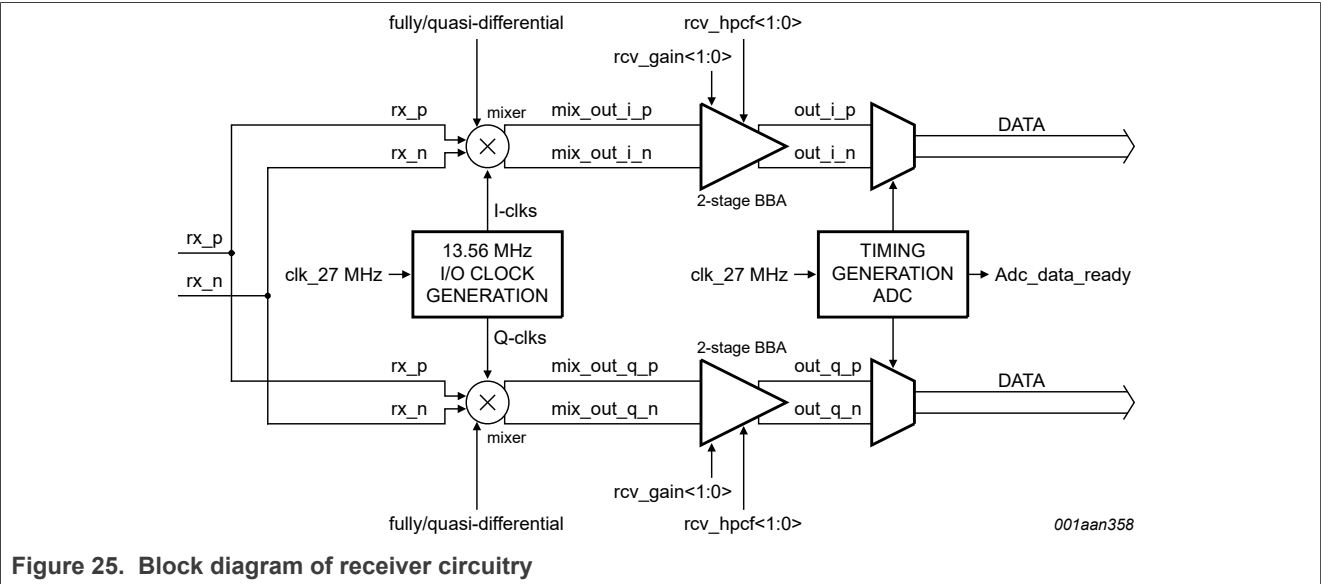 fully/quasi-differential
rcv_hpcf<1:0>
rcv_gain<1:0>
rx_p
mixer
mix_out_i_p
out_i_p
DATA
rx_n
mix_out_i_n
out_i_n
2-stage BBA
I-clks
rx_p
rx_n
clk_27 MHz
13.56 MHz
I/O CLOCK
GENERATION
clk_27 MHz
TIMING
GENERATION
ADC
Adc_data_ready
Q-clks
2-stage BBA
rx_p
mix_out_q_p
out_q_p
DATA
rx_n
mix_out_q_n
out_q_n
mixer
rcv_gain<1:0>
fully/quasi-differential
rcv_hpcf<1:0>
001aan358
Figure 25. Block diagram of receiver circuitry